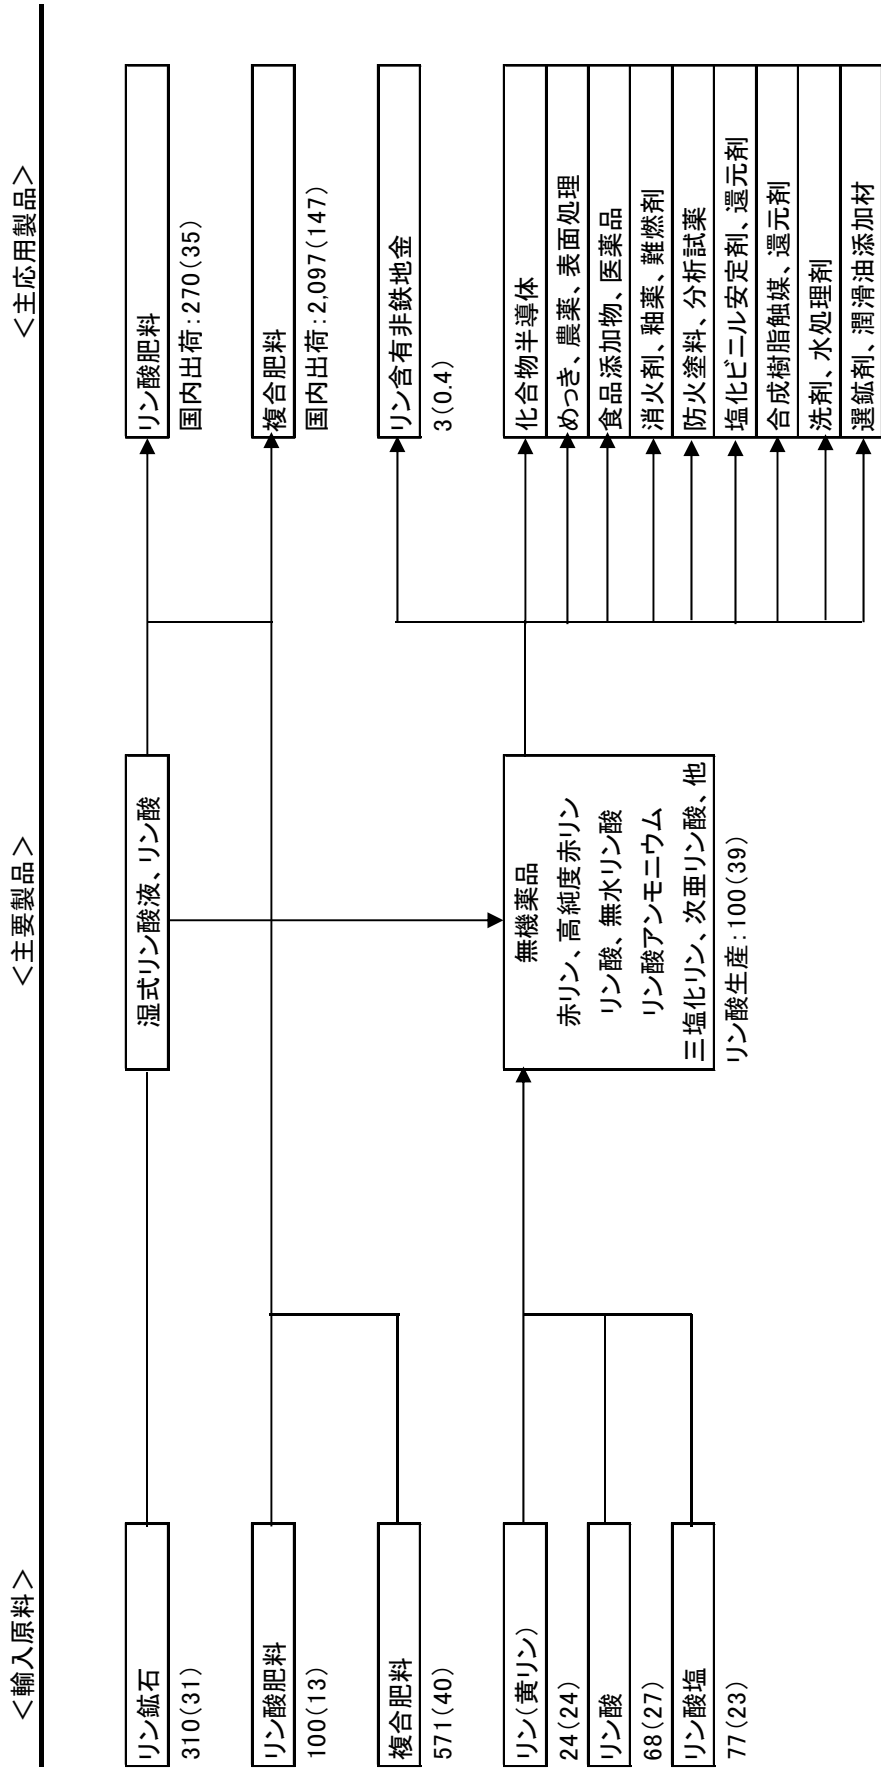 ＜輸入原料＞
＜主要製品＞
＜主応用製品＞
リン鉱石
310(31)
リン酸肥料
100(13)
複合肥料
571(40)
リン(黄リン)
24(24)
リン酸
68(27)
リン酸塩
77(23)
湿式リン酸液、リン酸
無機薬品
赤リン、高純度赤リン
リン酸、無水リン酸
リン酸アンモニウム
三塩化リン、次亜リン酸、他
リン酸生産：100(39)
リン酸肥料
国内出荷：270(35)
複合肥料
国内出荷：2,097(147)
リン含有非鉄地金
3(0.4)
化合物半導体
めっき、農薬、表面処理
食品添加物、医薬品
消火剤、釉薬、難燃剤
防火塗料、分析試薬
塩化ビニル安定剤、還元剤
合成樹脂触媒、還元剤
洗剤、水処理剤
選鉱剤、潤滑油添加材